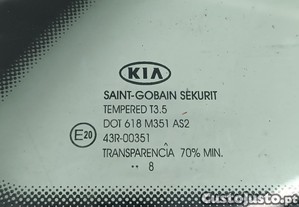 KIA
SAINT-GOBAIN SEKURIT
TEMPERED T3.5
DOT 618 M351 AS2
E20 43R-00351
TRANSPARENCIA 70% MIN.
·· 8
Custojusto.pt